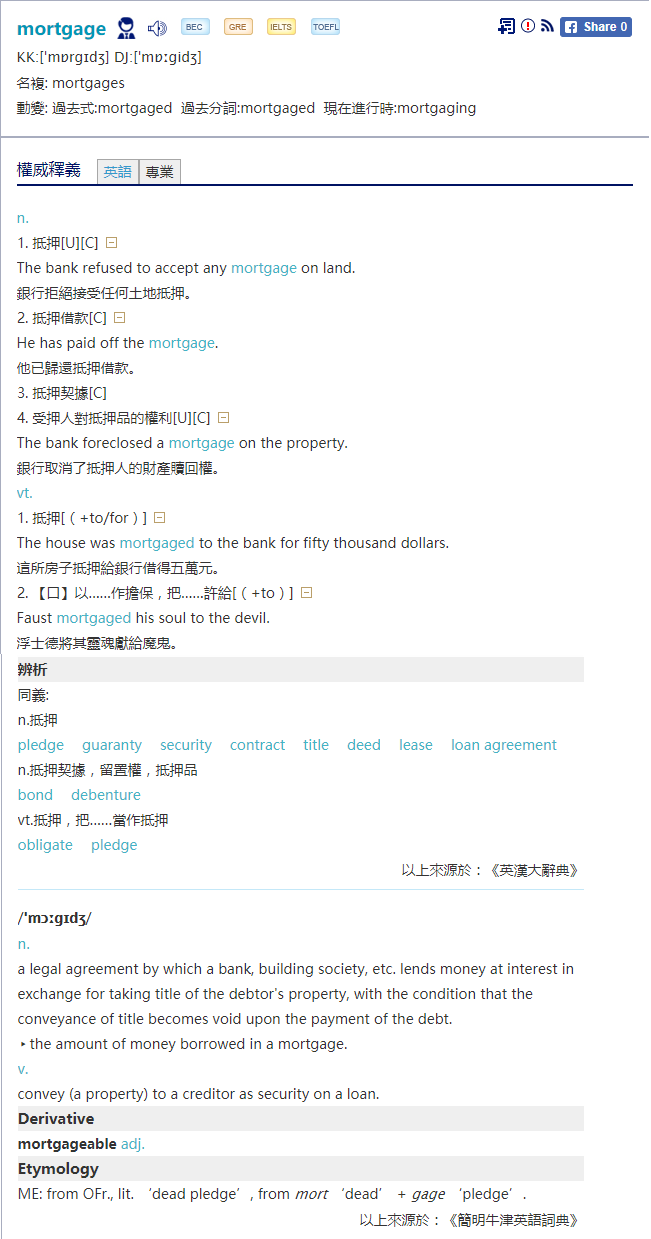 mortgage BEC GRE IELTS TOEFL Share 0
KK:['mɒrgɪdʒ] DJ:['mɒːgidʒ]
名複: mortgages
動變: 過去式:mortgaged 過去分詞:mortgaged 現在進行時:mortgaging
權威釋義 英語 專業
n.
1. 抵押[U][C]
The bank refused to accept any mortgage on land.
銀行拒絕接受任何土地抵押。
2. 抵押借款[C]
He has paid off the mortgage.
他已歸還抵押借款。
3. 抵押契據[C]
4. 受押人對抵押品的權利[U][C]
The bank foreclosed a mortgage on the property.
銀行取消了抵押人的財產贖回權。
vt.
1. 抵押[（+to/for）]
The house was mortgaged to the bank for fifty thousand dollars.
這所房子抵押給銀行借得五萬元。
2. 【口】以......作擔保，把......許給[（+to）]
Faust mortgaged his soul to the devil.
浮士德將其靈魂獻給魔鬼。
辨析
同義:
n.抵押
pledge guaranty security contract title deed lease loan agreement
n.抵押契據，留置權，抵押品
bond debenture
vt.抵押，把......當作抵押
obligate pledge
以上來源於：《英漢大辭典》
/ˈmɔːgɪdʒ/
n.
a legal agreement by which a bank, building society, etc. lends money at interest in
exchange for taking title of the debtor's property, with the condition that the
conveyance of title becomes void upon the payment of the debt.
‣the amount of money borrowed in a mortgage.
v.
convey (a property) to a creditor as security on a loan.
Derivative
mortgageable adj.
Etymology
ME: from OFr., lit. ‘dead pledge’, from mort ‘dead’ + gage ‘pledge’.
以上來源於：《簡明牛津英語詞典》